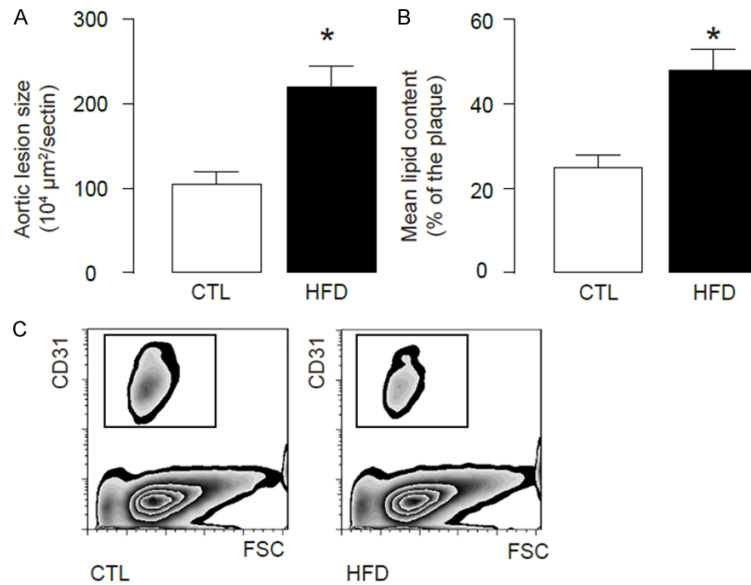 A
Aortic lesion size
(10⁴ µm²/sectin)
300
200
100
0
*
CTL
HFD
B
Mean lipid content
(% of the plaque)
60
40
20
0
*
CTL
HFD
C
CD31
FSC
CTL
CD31
FSC
HFD